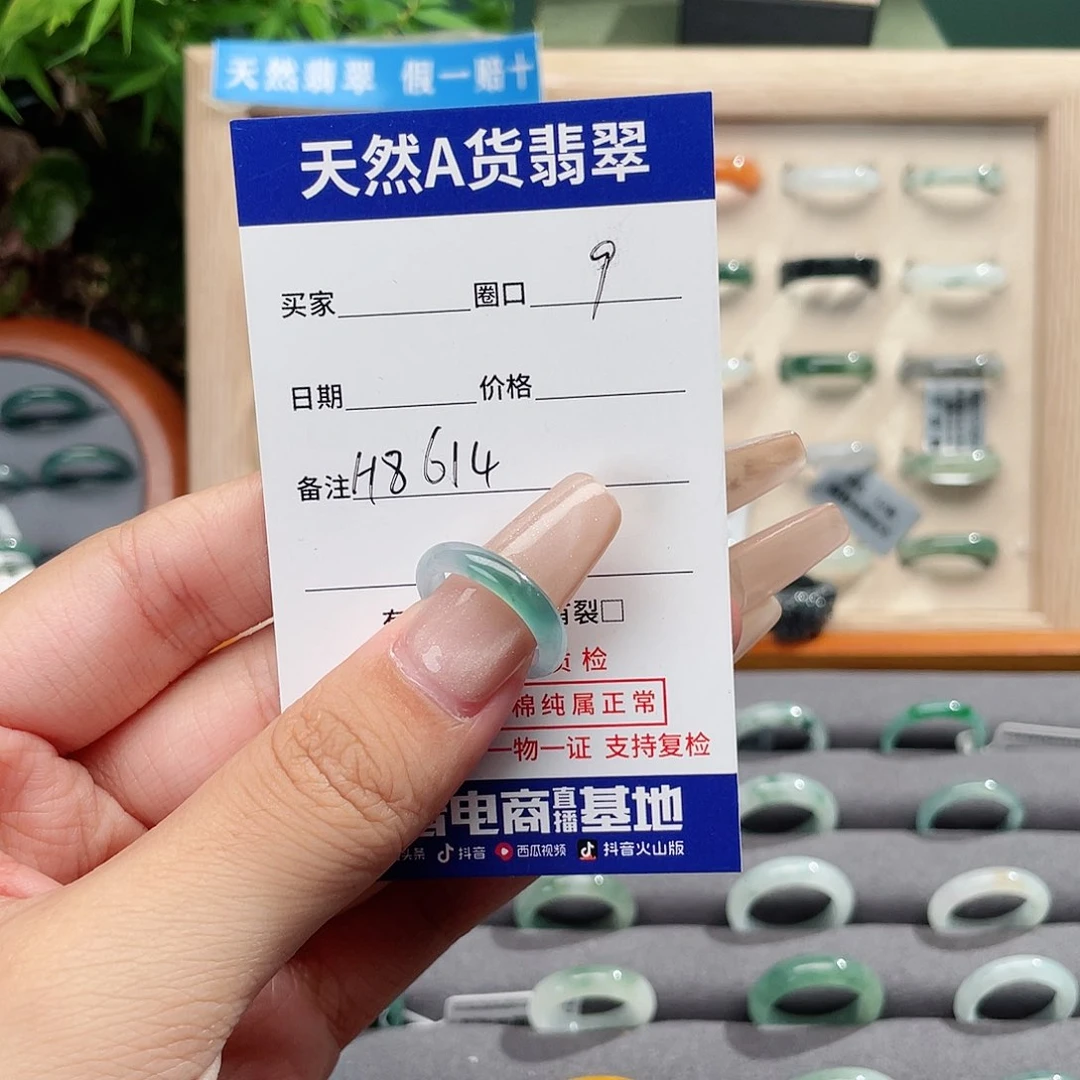 天然翡翠 假一赔十
天然A货翡翠
买家 圈口 9
日期 价格
备注 H8614
有裂□
质检
棉纯属正常
一物一证 支持复检
电商直播基地
头条 抖音 西瓜视频 抖音火山版